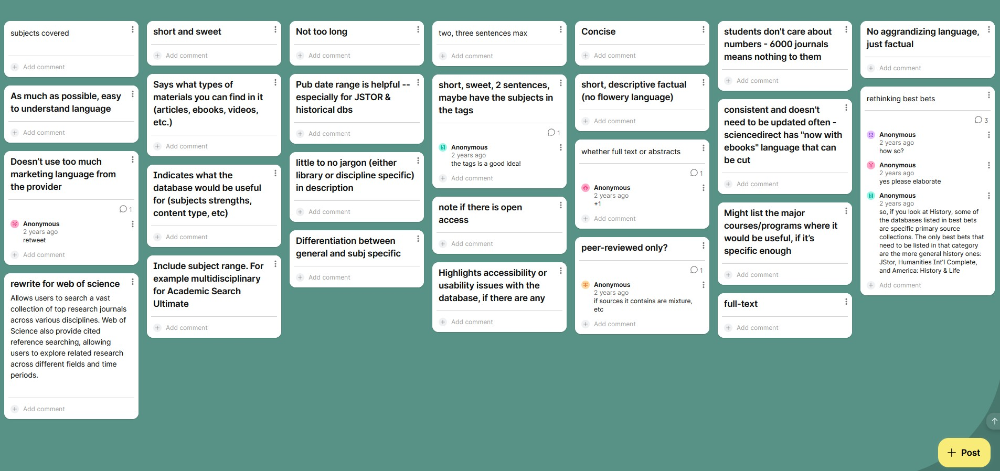 subjects covered
Add comment
As much as possible, easy
to understand language
Add comment
Doesn’t use too much
marketing language from
the provider
1
Anonymous
2 years ago
retweet
Add comment
rewrite for web of science
Allows users to search a vast
collection of top research journals
across various disciplines. Web of
Science also provide cited
reference searching, allowing
users to explore related research
across different fields and time
periods.
Add comment
short and sweet
Add comment
Says what types of
materials you can find in it
(articles, ebooks, videos,
etc.)
Add comment
Indicates what the
database would be useful
for (subjects strengths,
content type, etc)
Add comment
Include subject range. For
example multidisciplinary
for Academic Search
Ultimate
Add comment
Not too long
Add comment
Pub date range is helpful --
especially for JSTOR &
historical dbs
Add comment
little to no jargon (either
library or discipline specific)
in description
Add comment
Differentiation between
general and subj specific
Add comment
two, three sentences max
Add comment
short, sweet, 2 sentences,
maybe have the subjects in
the tags
1
Anonymous
2 years ago
the tags is a good idea!
Add comment
note if there is open
access
Add comment
Highlights accessibility or
usability issues with the
database, if there are any
Add comment
Concise
Add comment
short, descriptive factual
(no flowery language)
Add comment
whether full text or abstracts
1
Anonymous
2 years ago
+1
Add comment
peer-reviewed only?
1
Anonymous
2 years ago
if sources it contains are mixture,
etc
Add comment
students don't care about
numbers - 6000 journals
means nothing to them
Add comment
consistent and doesn't
need to be updated often -
sciencedirect has "now with
ebooks" language that can
be cut
Add comment
Might list the major
courses/programs where it
would be useful, if it’s
specific enough
Add comment
full-text
Add comment
No aggrandizing language,
just factual
Add comment
rethinking best bets
3
Anonymous
2 years ago
how so?
Anonymous
2 years ago
yes please elaborate
Anonymous
2 years ago
so, if you look at History, some of
the databases listed in best bets
are specific primary source
collections. The only best bets that
need to be listed in that category
are the more general history ones:
JStor, Humanities Int'l Complete,
and America: History & Life
Add comment
Post